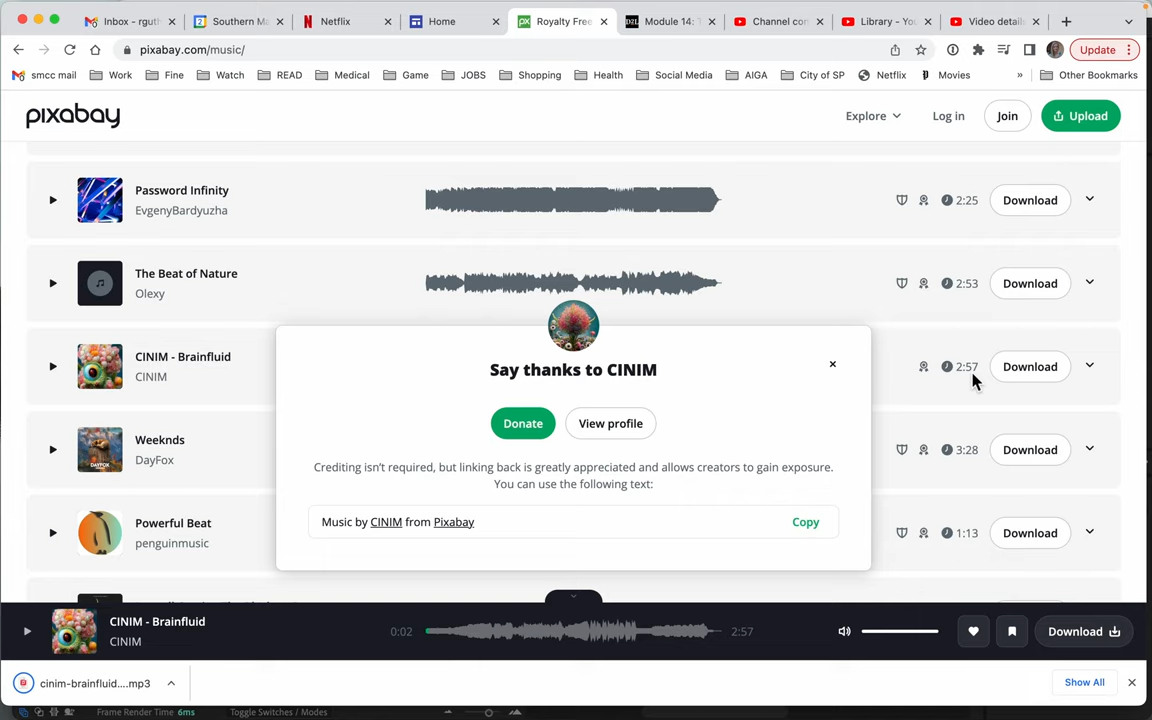 Inbox - rguth
Southern Ma
Netflix
Home
Royalty Free
Module 14: T
Channel con
Library - You
Video details
pixabay.com/music/
Update
smcc mail
Work
Fine
Watch
READ
Medical
Game
JOBS
Shopping
Health
Social Media
AIGA
City of SP
Netflix
Movies
»
Other Bookmarks
pixabay
Explore
Log in
Join
Upload
Password Infinity
EvgenyBardyuzha
2:25
Download
The Beat of Nature
Olexy
2:53
Download
CINIM - Brainfluid
CINIM
2:57
Download
Weeknds
DayFox
3:28
Download
Powerful Beat
penguinmusic
1:13
Download
Say thanks to CINIM
Donate
View profile
Crediting isn't required, but linking back is greatly appreciated and allows creators to gain exposure.
You can use the following text:
Music by CINIM from Pixabay
Copy
CINIM - Brainfluid
CINIM
0:02
2:57
Download
cinim-brainfluid....mp3
Show All
Frame Render Time 6ms
Toggle Switches / Modes